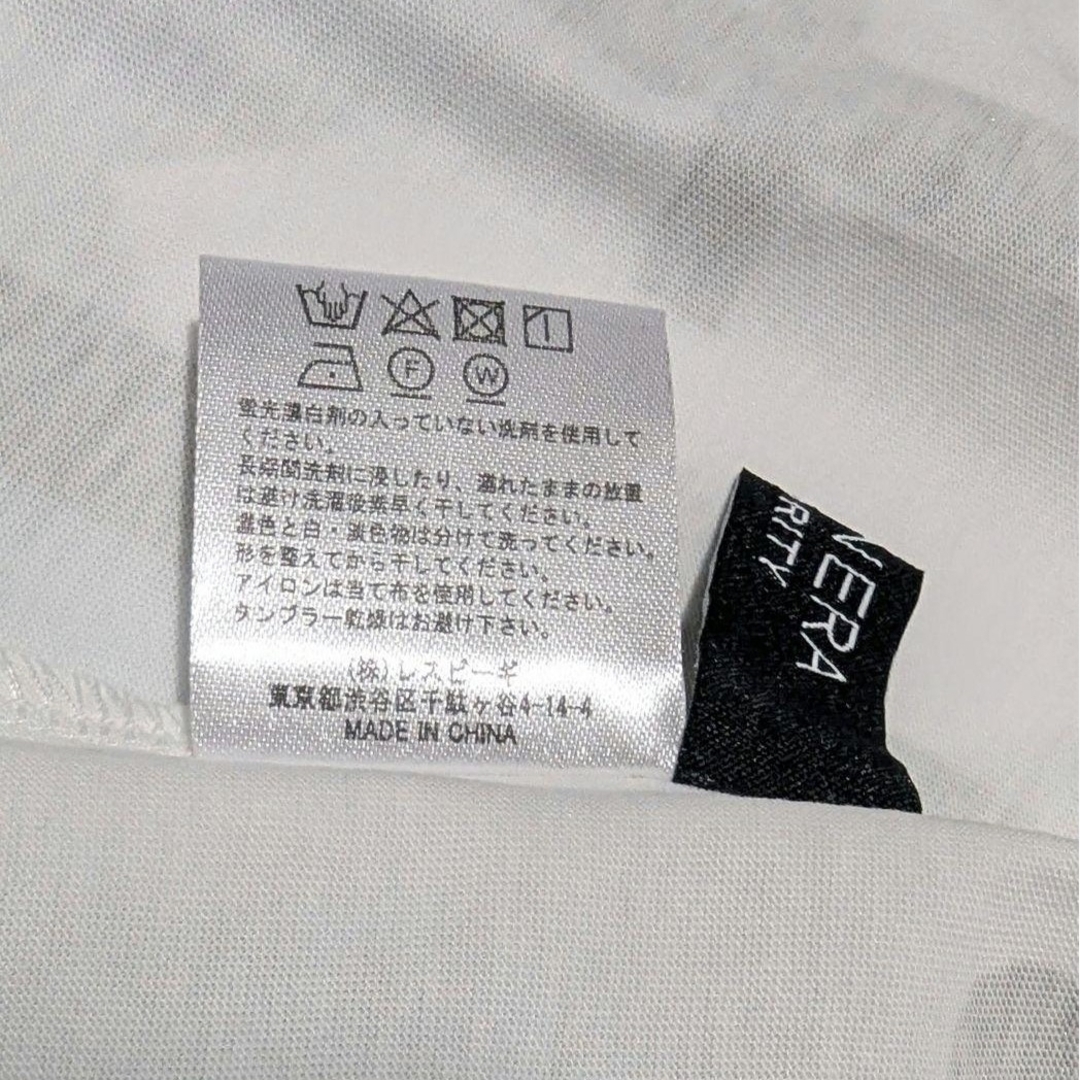 蛍光漂白剤の入っていない洗剤を使用して
ください。
長時間洗剤に浸したり、濡れたままの放置
は避け洗濯後素早く干してください。
濃色と白・淡色物は分けて洗ってください。
形を整えてから干してください。
アイロンは当て布を使用してください。
タンブラー乾燥はお避け下さい。
(株)レスピーギ
東京都渋谷区千駄ヶ谷4-14-4
MADE IN CHINA
F
W
VERA
RITY